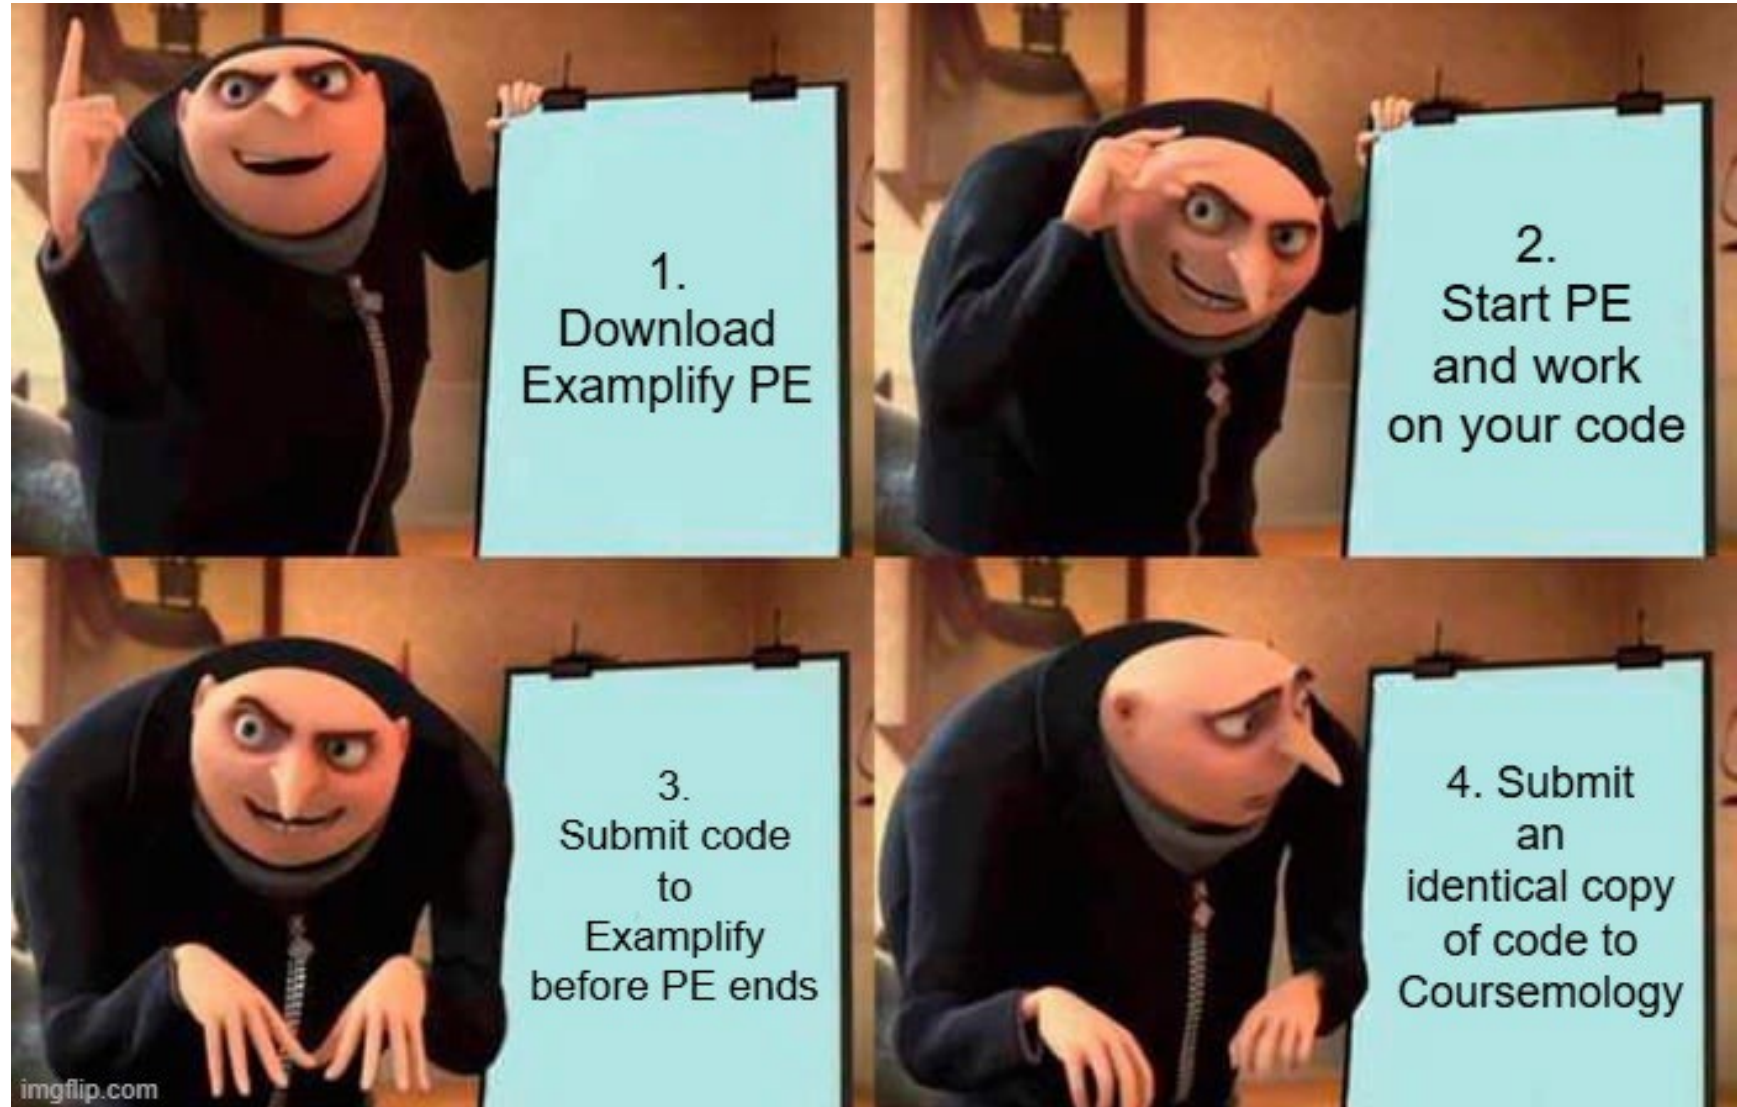 1.
Download
Examplify PE
2.
Start PE
and work
on your code
3.
Submit code
to
Examplify
before PE ends
4. Submit
an
identical copy
of code to
Coursemology
imgflip.com